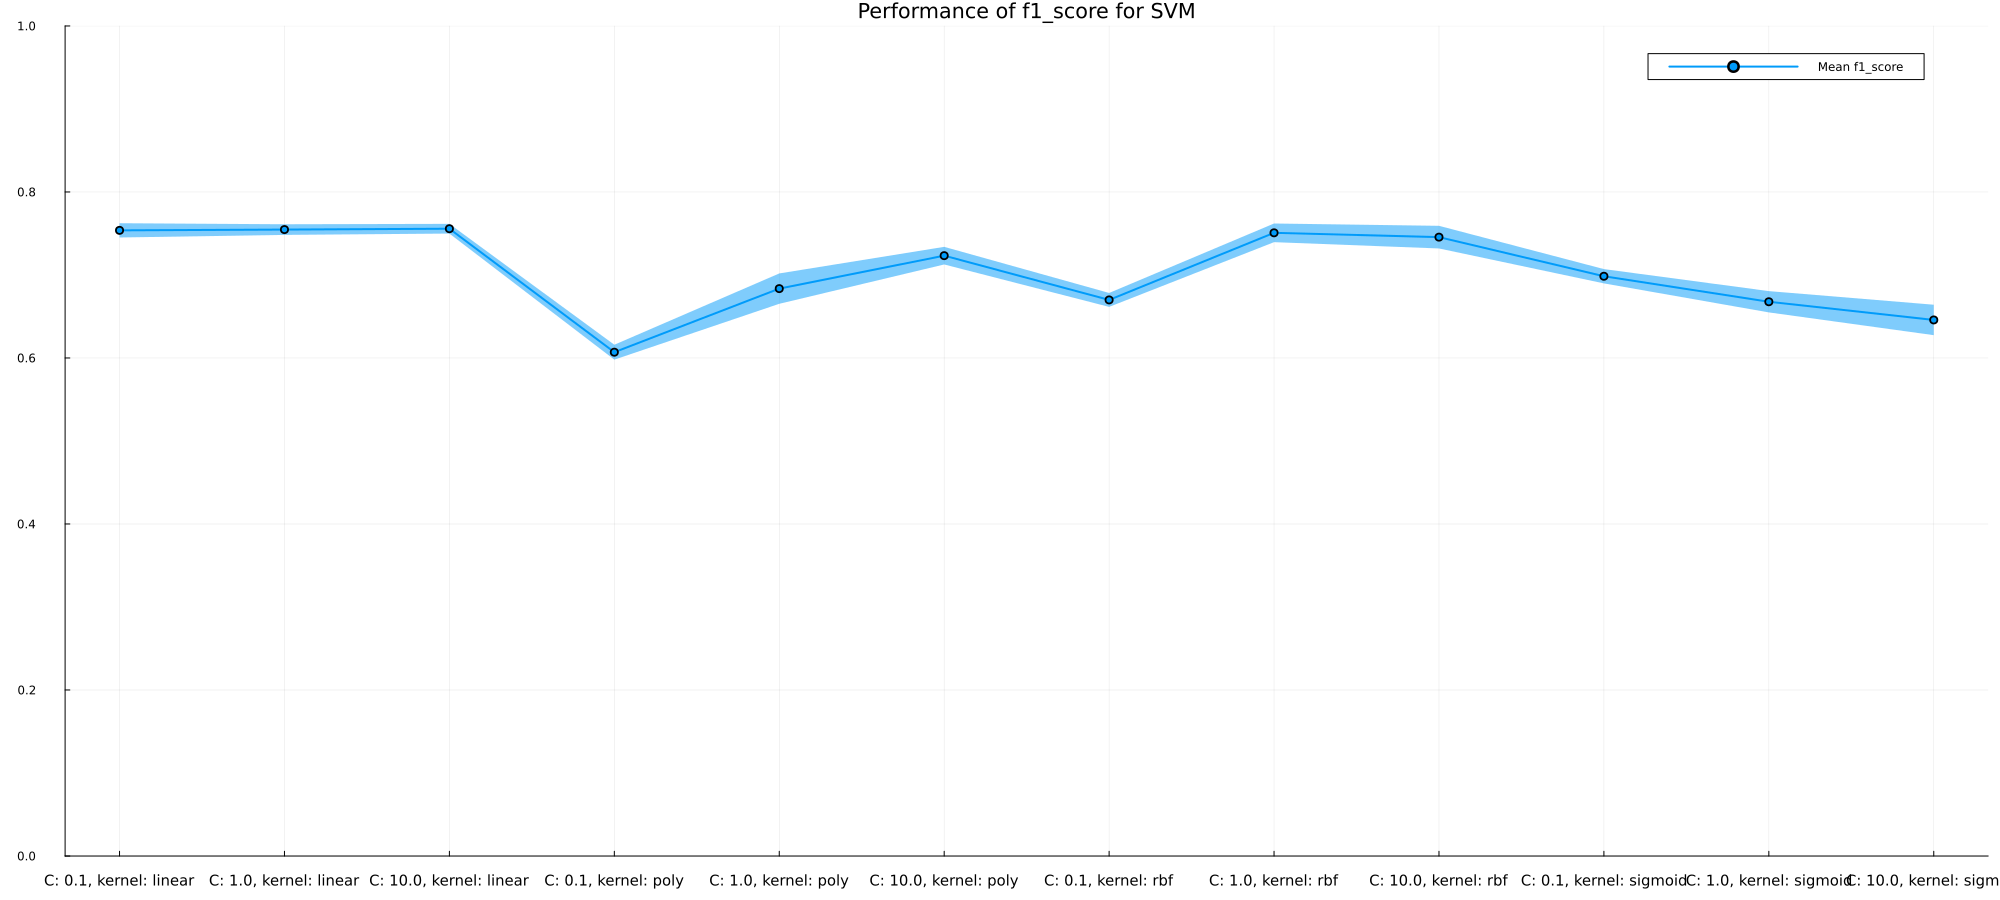 Performance of f1_score for SVM
Mean f1_score
1.0
0.8
0.6
0.4
0.2
0.0
C: 0.1, kernel: linear
C: 1.0, kernel: linear
C: 10.0, kernel: linear
C: 0.1, kernel: poly
C: 1.0, kernel: poly
C: 10.0, kernel: poly
C: 0.1, kernel: rbf
C: 1.0, kernel: rbf
C: 10.0, kernel: rbf
C: 0.1, kernel: sigmoid
C: 1.0, kernel: sigmoid
C: 10.0, kernel: sigm